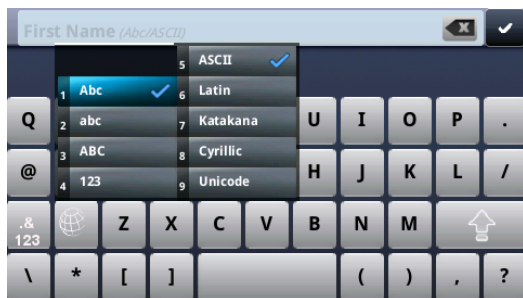 First Name (Abc/ASCII)
5 ASCII
1 Abc
6 Latin
2 abc
7 Katakana
3 ABC
8 Cyrillic
4 123
9 Unicode
Q U I O P .
@ H J K L /
.& 123 Z X C V B N M
\ * [ ] ( ) , ?